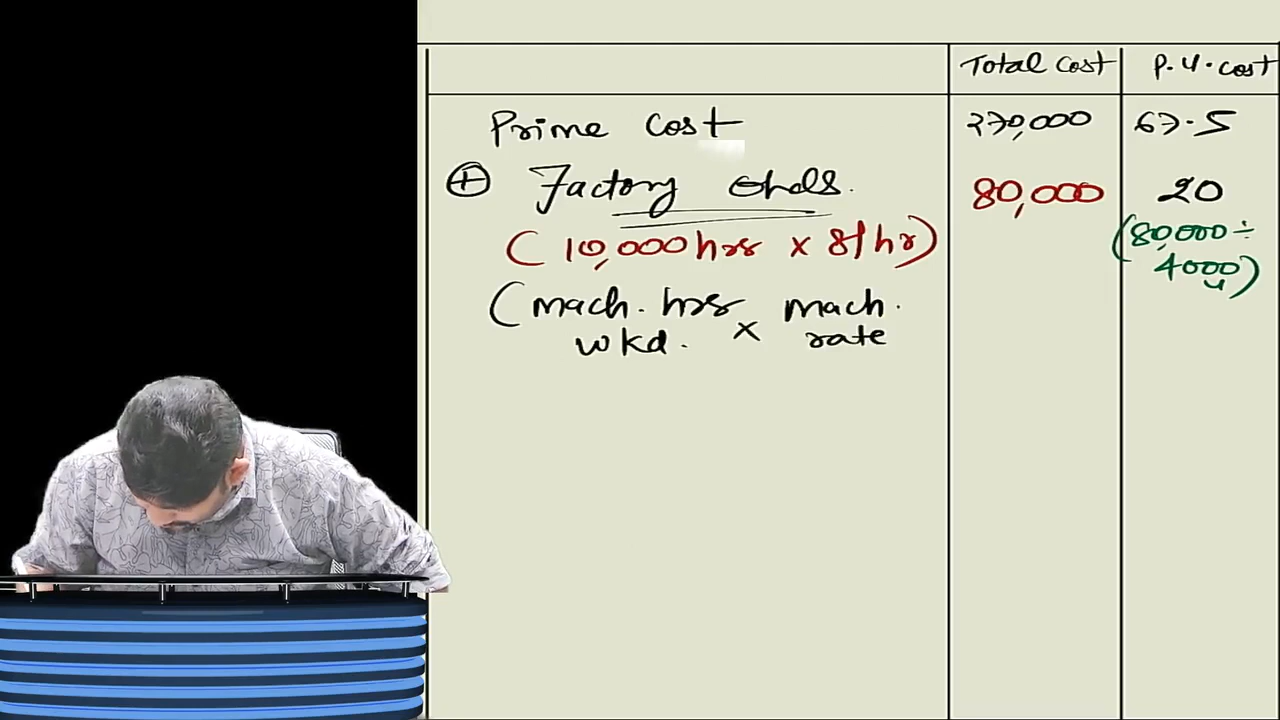 Total Cost P.U. cost
Prime Cost 270,000 67.5
+ Factory ohds. 80,000 20
(10,000 hrs x 8/hr) (80,000 ÷
4000)
u
(mach. hrs x mach.
wkd. rate